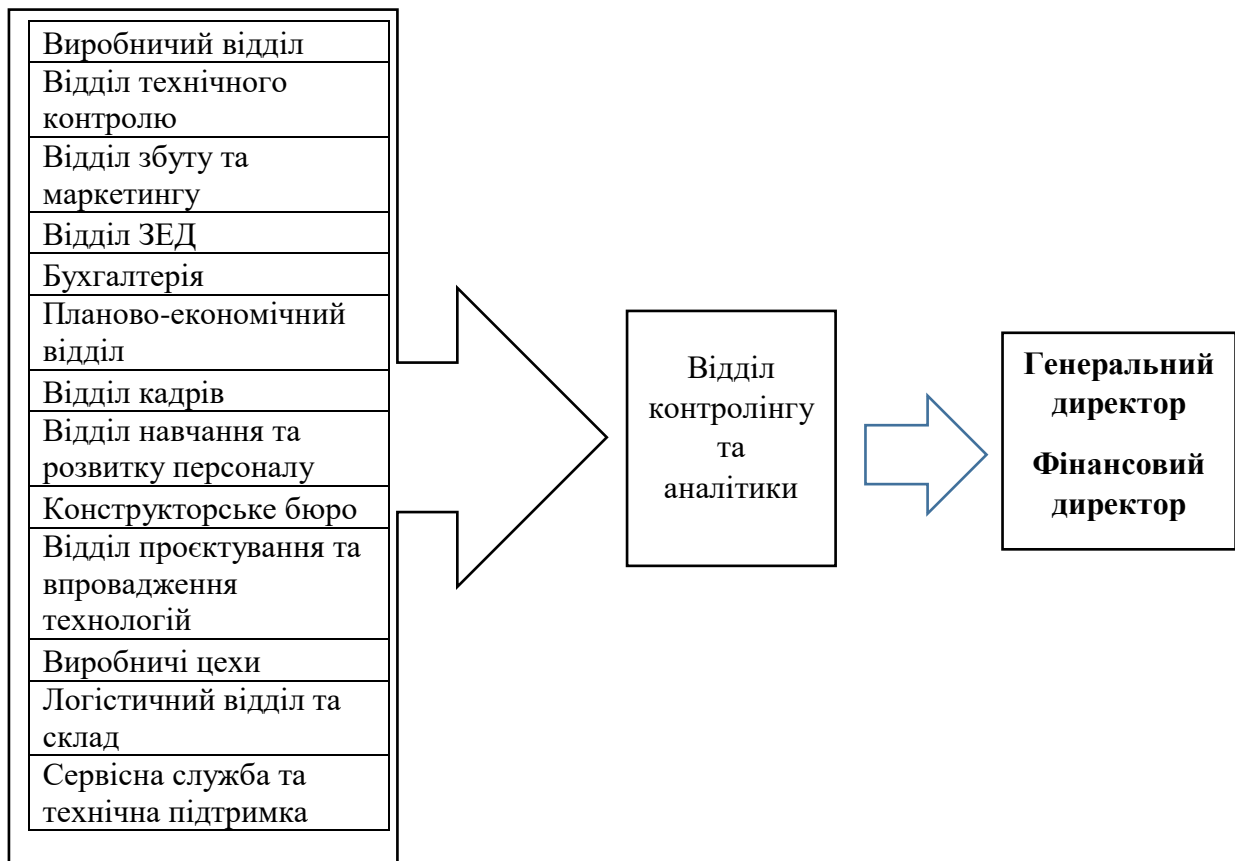 Виробничий відділ
Відділ технічного
контролю
Відділ збуту та
маркетингу
Відділ ЗЕД
Бухгалтерія
Планово-економічний
відділ
Відділ кадрів
Відділ навчання та
розвитку персоналу
Конструкторське бюро
Відділ проєктування та
впровадження
технологій
Виробничі цехи
Логістичний відділ та
склад
Сервісна служба та
технічна підтримка
Відділ
контролінгу
та
аналітики
Генеральний
директор
Фінансовий
директор